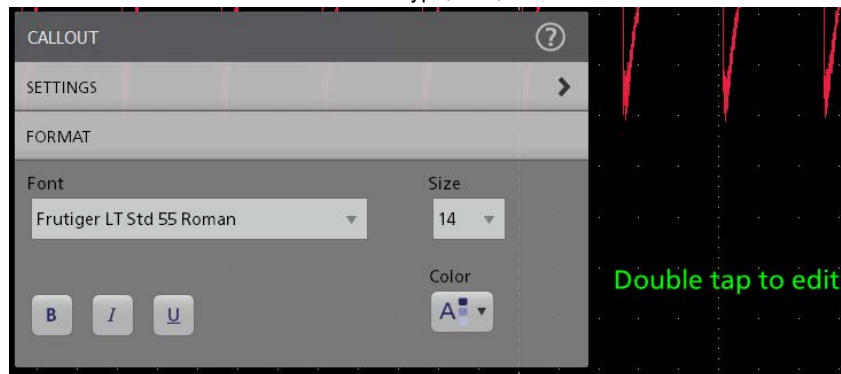 CALLOUT
?
SETTINGS
FORMAT
Font
Size
Frutiger LT Std 55 Roman
14
Color
Double tap to edit
B I U
A